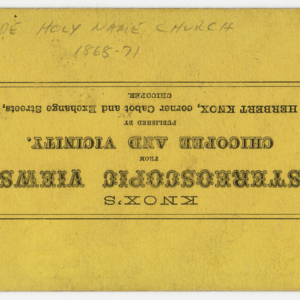 HOLY NAME CHURCH
1865-71
KNOX'S
STEREOSCOPIC VIEWS
FROM
CHICOPEE AND VICINITY.
PUBLISHED BY
HERBERT KNOX, corner Cabot and Exchange Streets,
CHICOPEE.